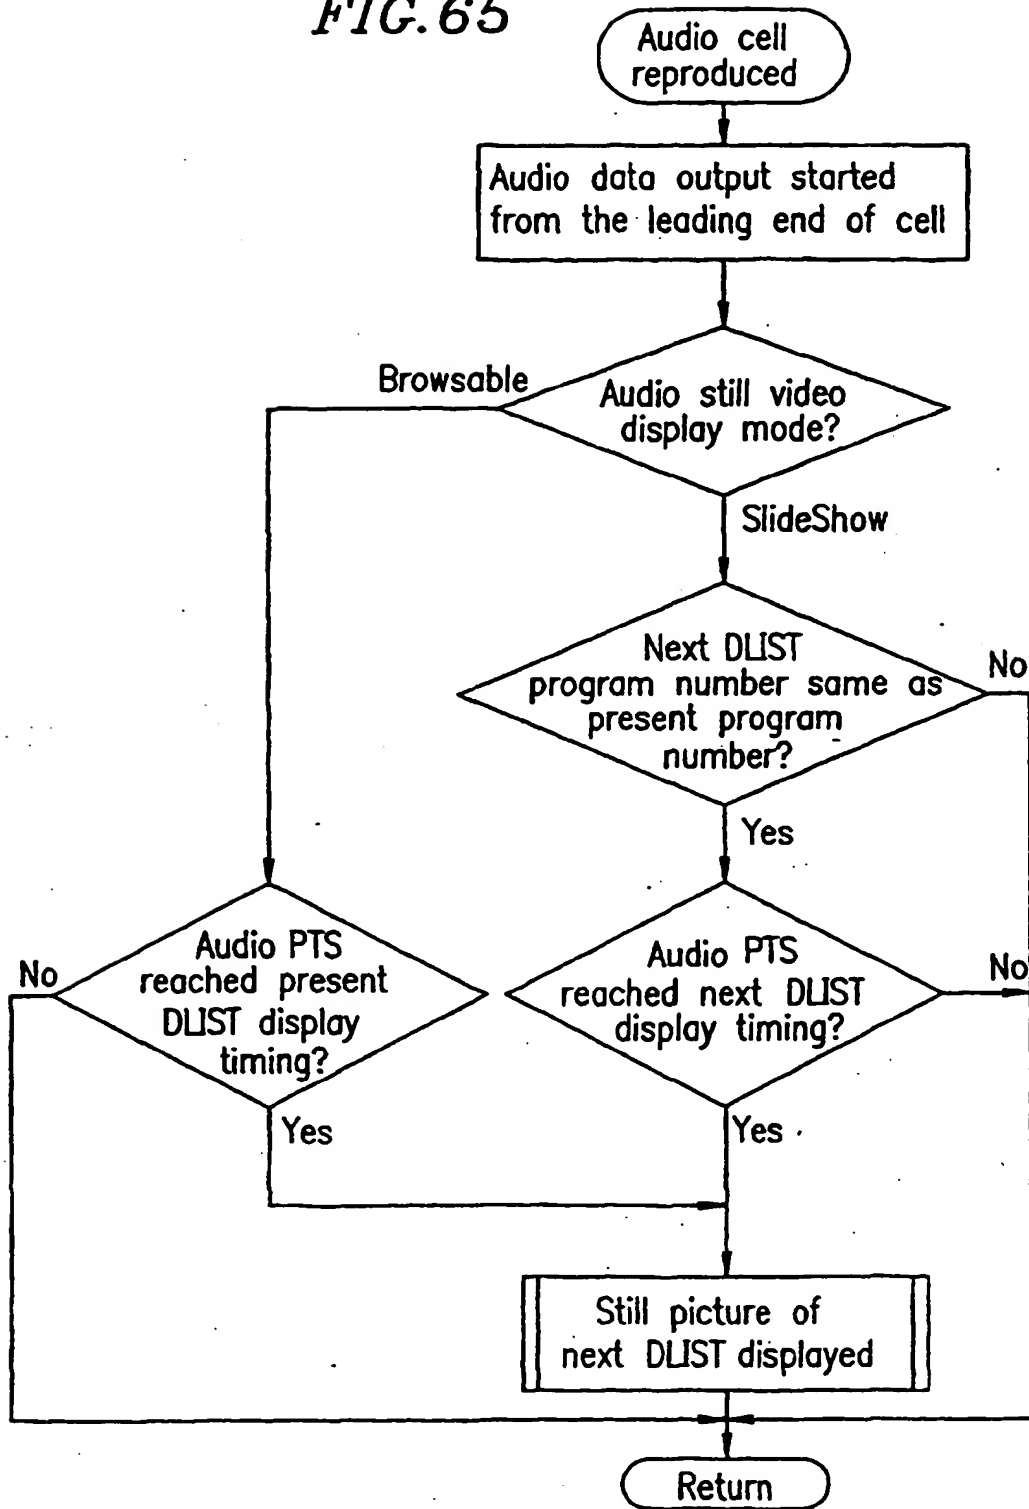 FIG. 65
Audio cell
reproduced
Audio data output started
from the leading end of cell
Audio still video
display mode?
Browsable
SlideShow
Next DLIST
program number same as
present program
number?
No
Yes
Audio PTS
reached present
DLIST display
timing?
No
Yes
Audio PTS
reached next DLIST
display timing?
No
Yes
Still picture of
next DLIST displayed
Return